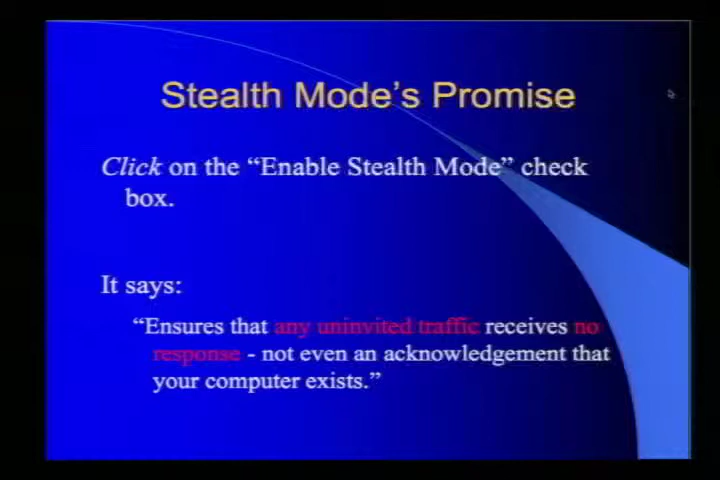 Stealth Mode's Promise
Click on the “Enable Stealth Mode” check
box.
It says:
“Ensures that any uninvited traffic receives no
response - not even an acknowledgement that
your computer exists.”